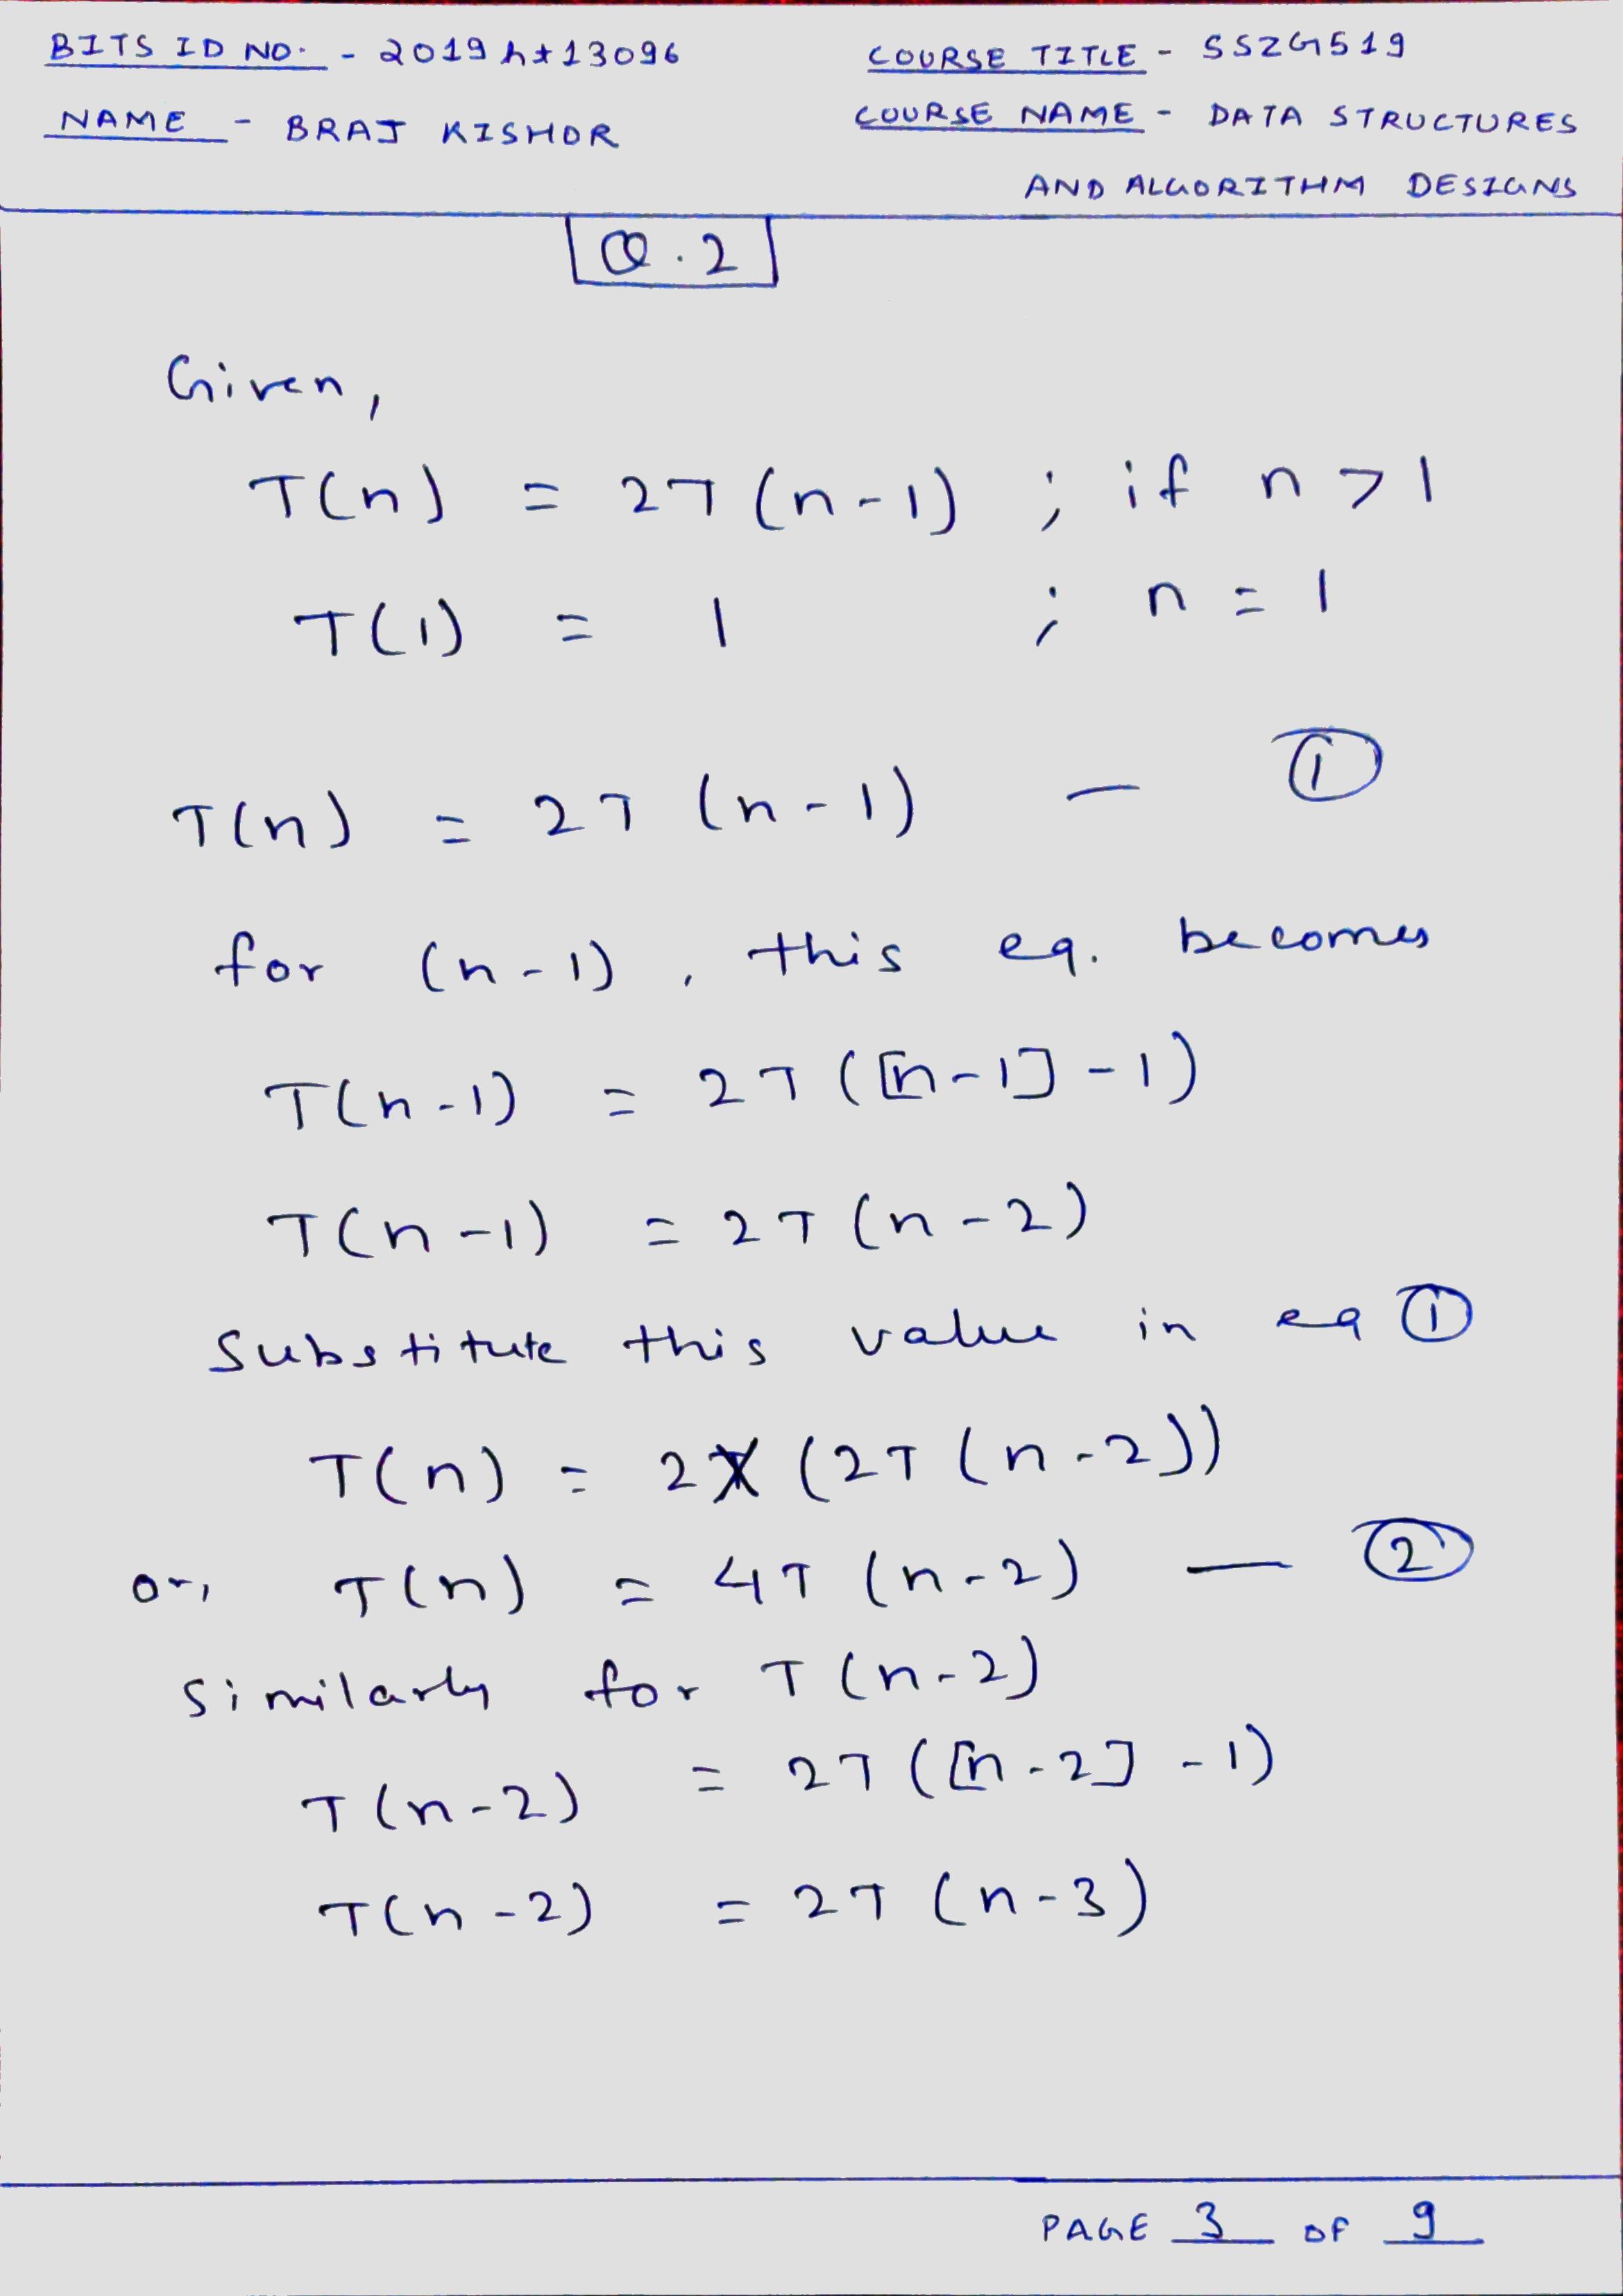 BITS ID NO. - 2019ht13096
COURSE TITLE - SSZG519
NAME - BRAJ KISHOR
COURSE NAME - DATA STRUCTURES
AND ALGORITHM DESIGNS
Q.2
Given,
T(n) = 2T(n-1) ; if n>1
T(1) = 1 ; n=1
T(n) = 2T(n-1) — ①
for (n-1), this eq. becomes
T(n-1) = 2T([n-1]-1)
T(n-1) = 2T(n-2)
Substitute this value in eq ①
T(n) = 2X(2T(n-2))
or, T(n) = 4T(n-2) — ②
Similarly for T(n-2)
T(n-2) = 2T([n-2]-1)
T(n-2) = 2T(n-3)
PAGE 3 OF 9